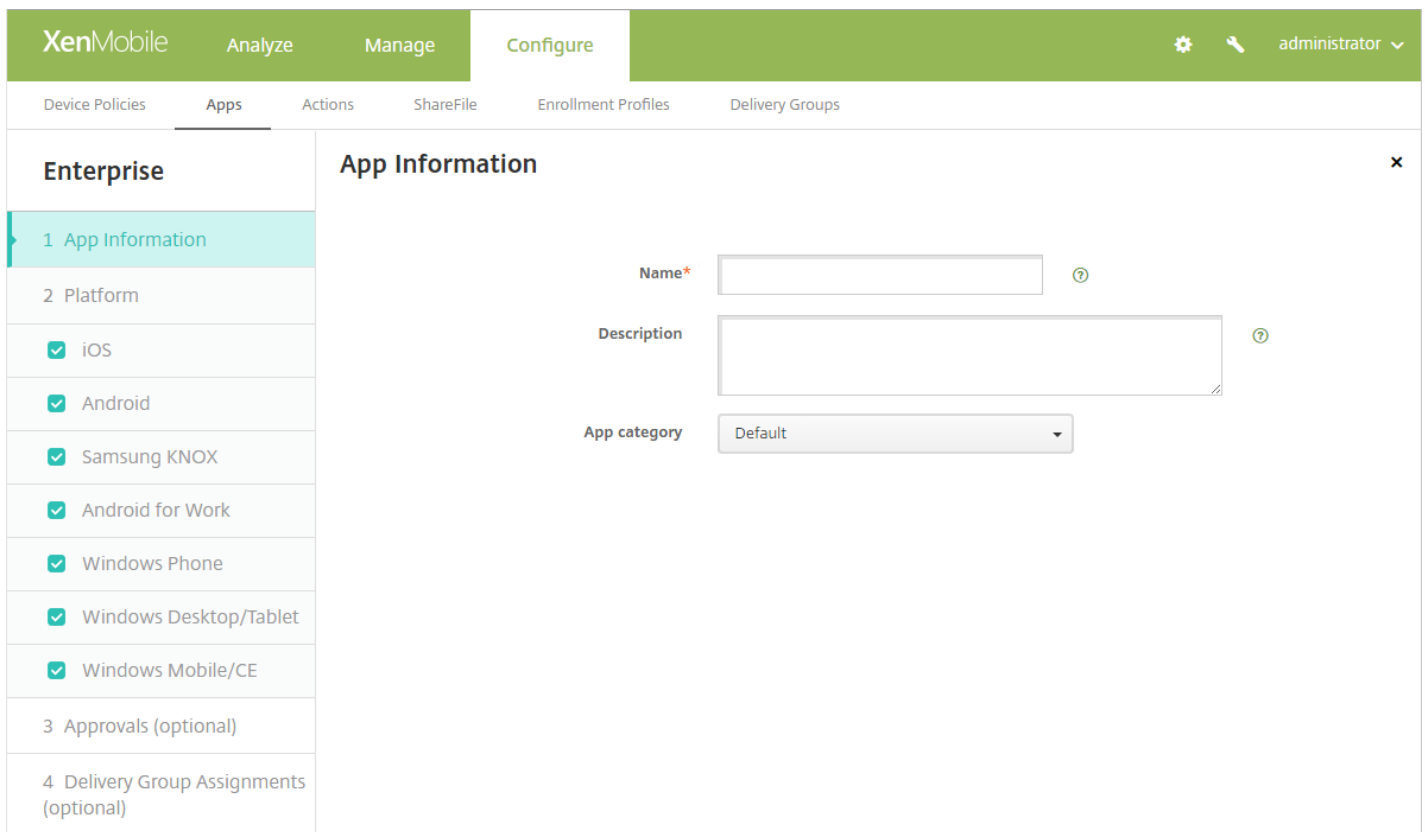 XenMobile Analyze Manage Configure administrator
Device Policies Apps Actions ShareFile Enrollment Profiles Delivery Groups
Enterprise
1 App Information
2 Platform
iOS
Android
Samsung KNOX
Android for Work
Windows Phone
Windows Desktop/Tablet
Windows Mobile/CE
3 Approvals (optional)
4 Delivery Group Assignments
(optional)
App Information
Name*
Description
App category Default